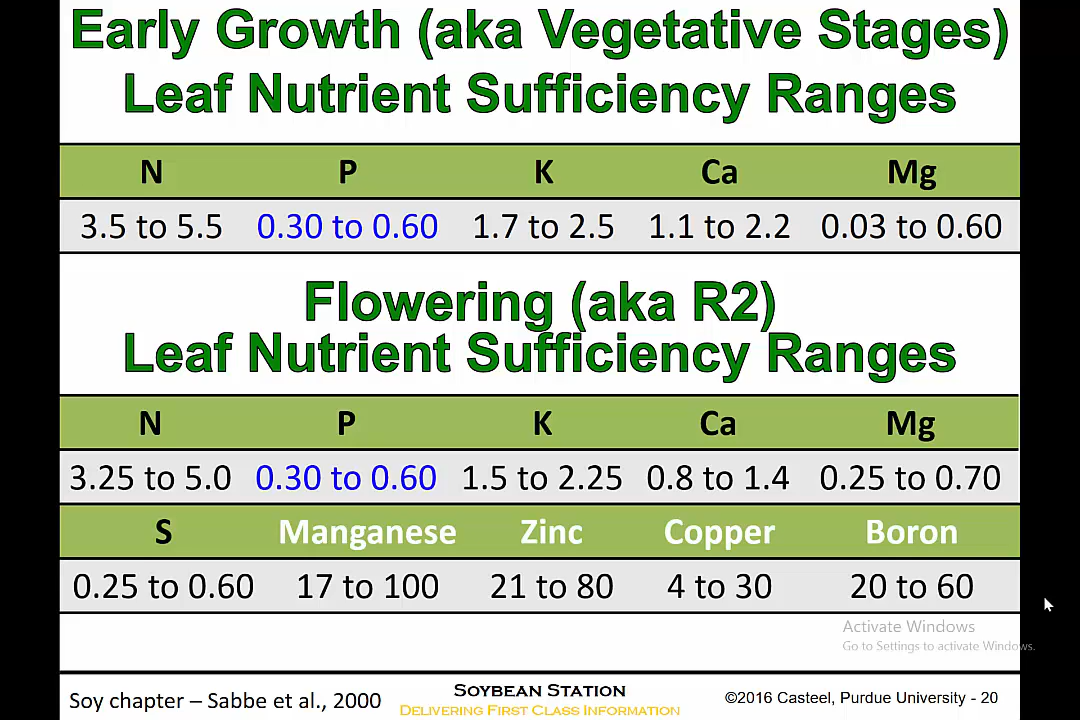 Early Growth (aka Vegetative Stages)
Leaf Nutrient Sufficiency Ranges
N P K Ca Mg
3.5 to 5.5 0.30 to 0.60 1.7 to 2.5 1.1 to 2.2 0.03 to 0.60
Flowering (aka R2)
Leaf Nutrient Sufficiency Ranges
N P K Ca Mg
3.25 to 5.0 0.30 to 0.60 1.5 to 2.25 0.8 to 1.4 0.25 to 0.70
S Manganese Zinc Copper Boron
0.25 to 0.60 17 to 100 21 to 80 4 to 30 20 to 60
Activate Windows
Go to Settings to activate Windows.
Soy chapter – Sabbe et al., 2000
SOYBEAN STATION
DELIVERING FIRST CLASS INFORMATION
©2016 Casteel, Purdue University - 20